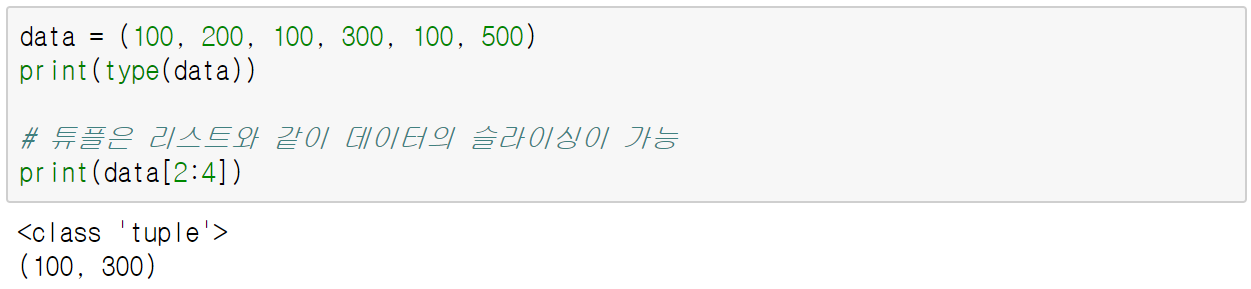 data = (100, 200, 100, 300, 100, 500)
print(type(data))
# 튜플은 리스트와 같이 데이터의 슬라이싱이 가능
print(data[2:4])
<class 'tuple'>
(100, 300)